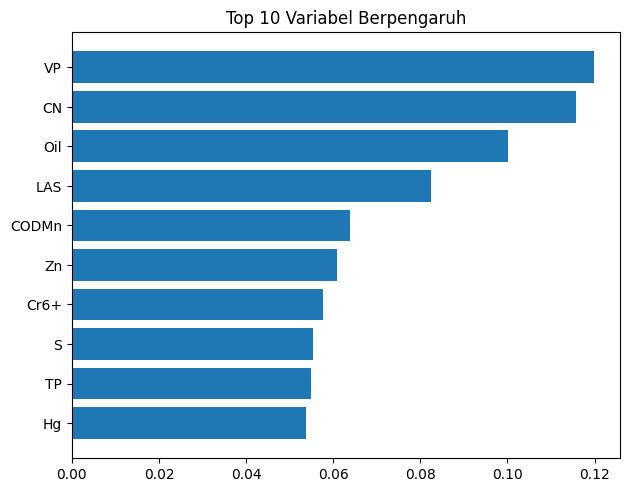 Top 10 Variabel Berpengaruh
VP
CN
Oil
LAS
CODMn
Zn
Cr6+
S
TP
Hg
0.00 0.02 0.04 0.06 0.08 0.10 0.12